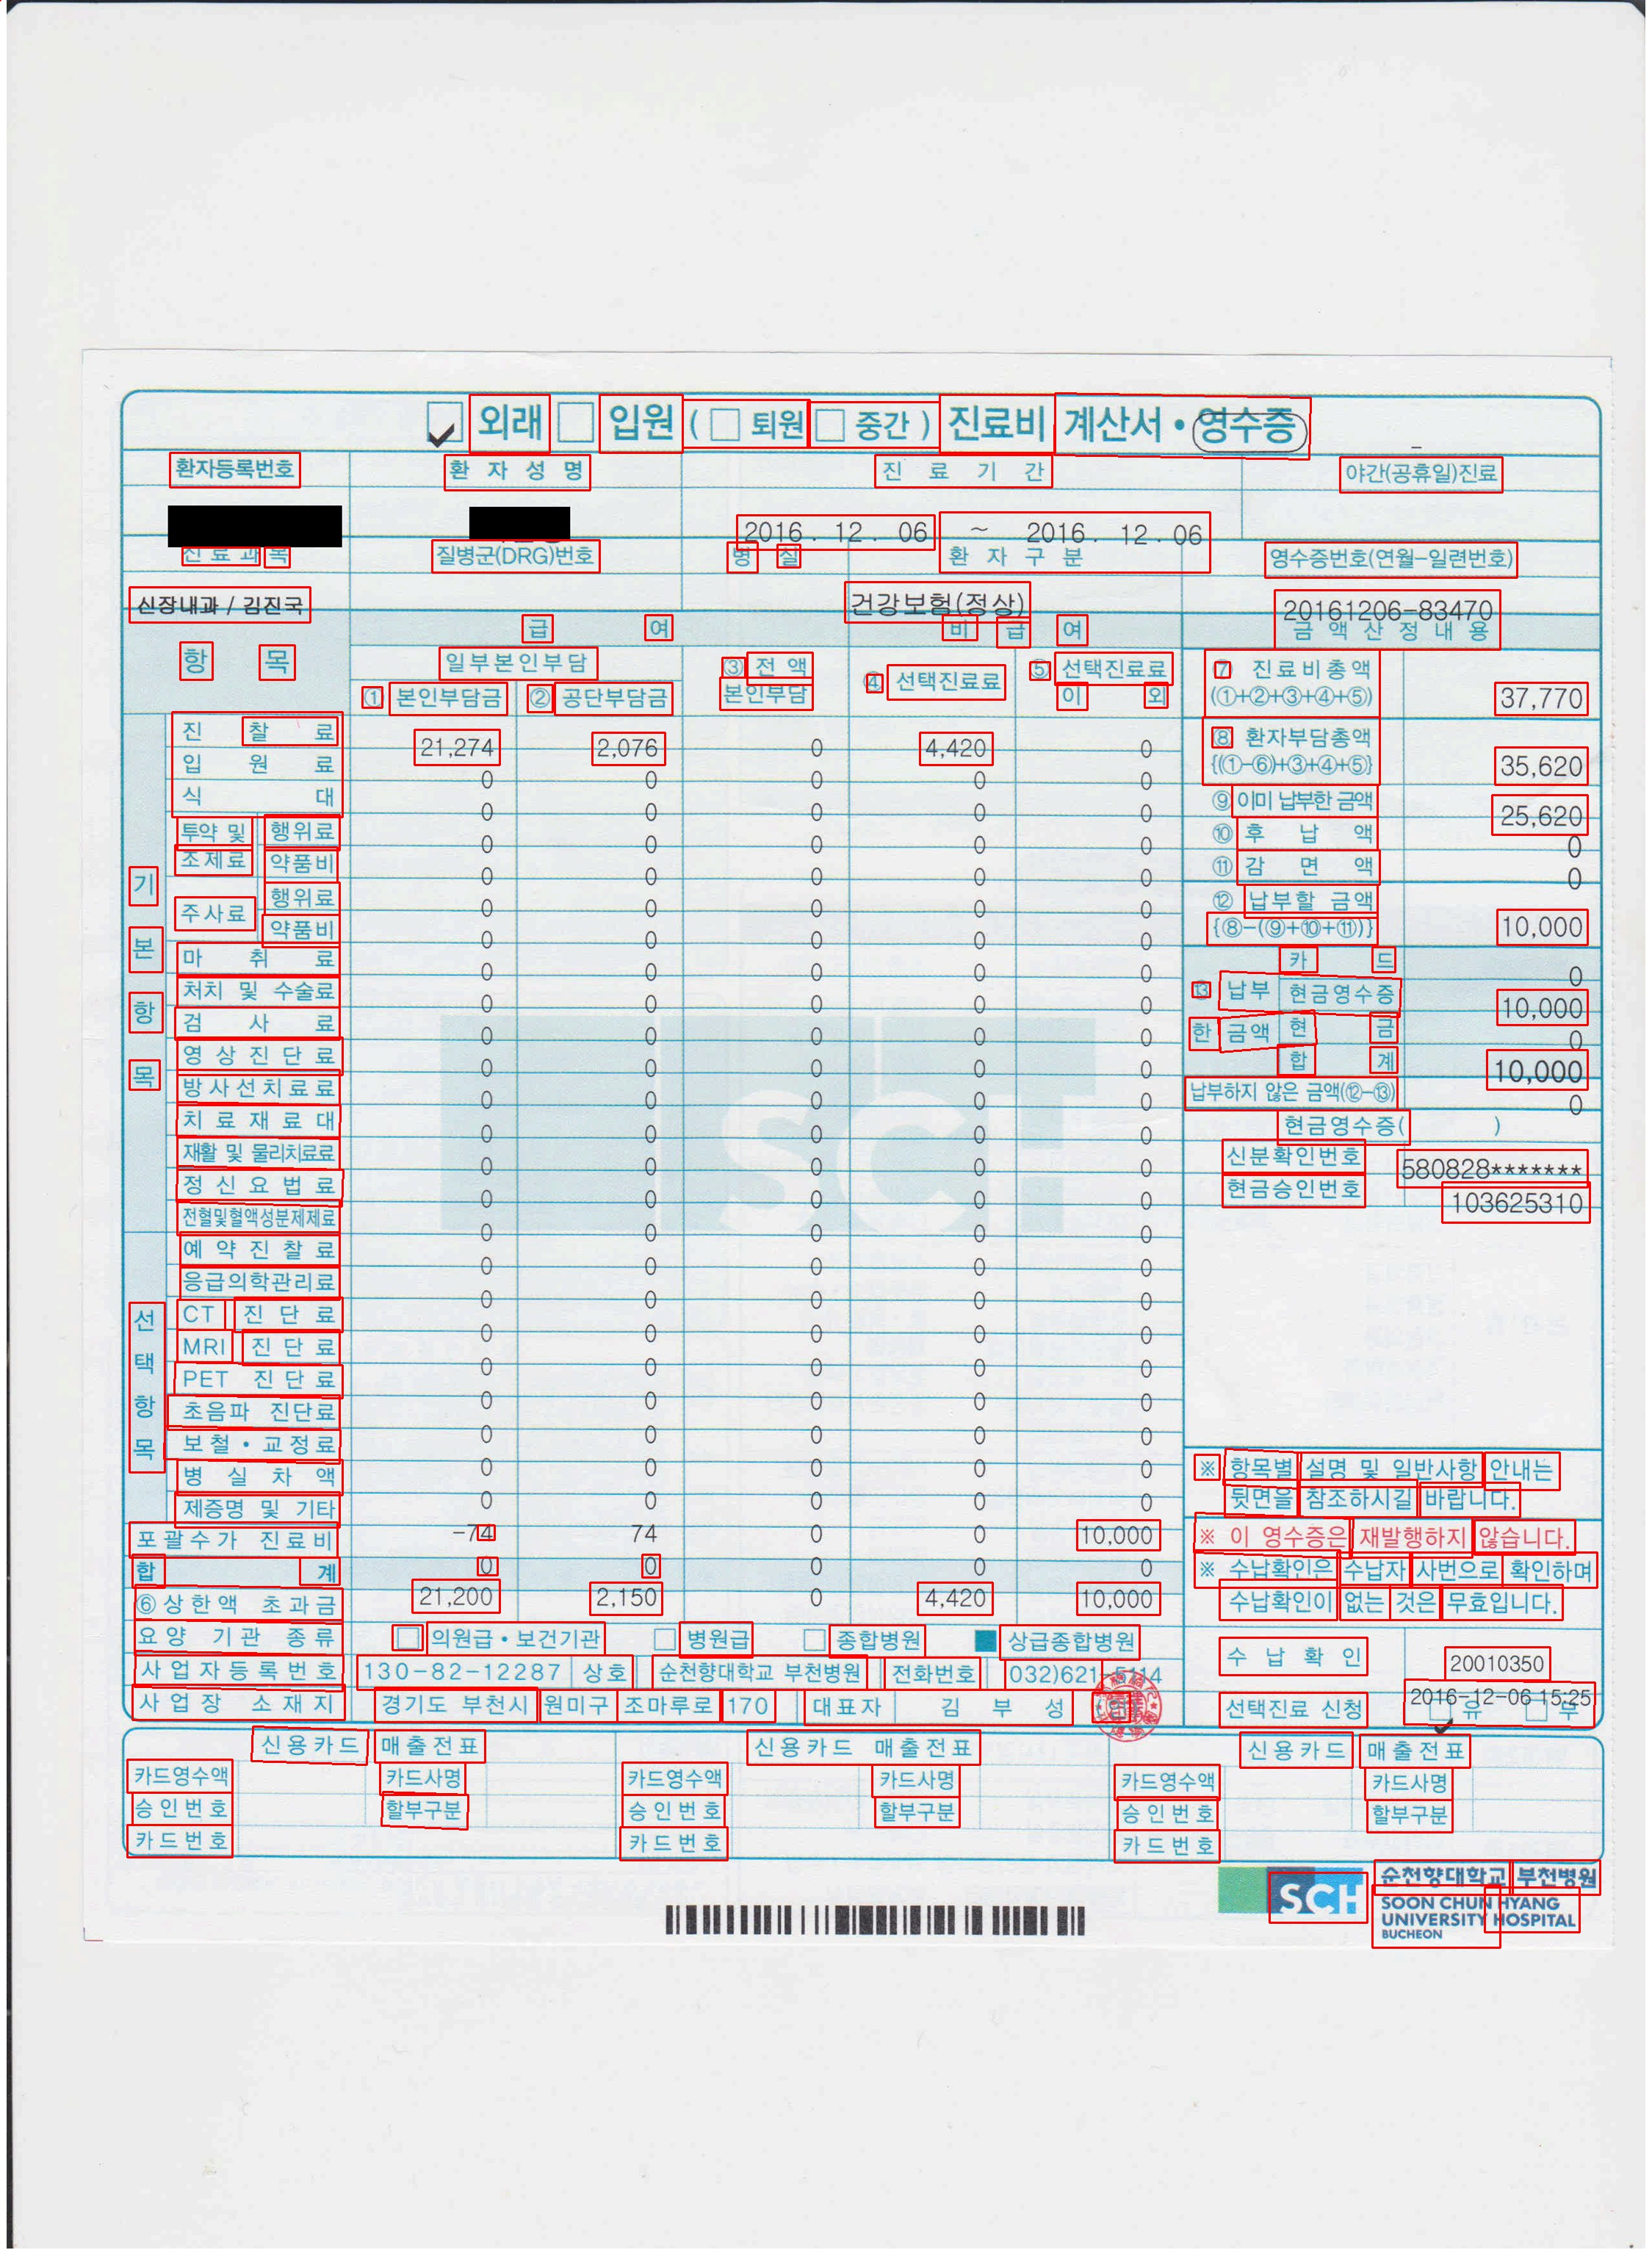 외래 입원 ( 퇴원 중간 ) 진료비 계산서 · 영수증
환자등록번호 환 자 성 명 진 료 기 간 야간(공휴일)진료
2016. 12. 06 ~ 2016. 12. 06
진 료 과 목 질병군(DRG)번호 병 실 환 자 구 분 영수증번호(연월-일련번호)
신장내과 / 김진국 건강보험(정상) 20161206-83470
항 목 급 여 비 급 여 금 액 산 정 내 용
일부본인부담 ③ 전 액 본인부담 ④ 선택진료료 ⑤ 선택진료료 이 외
① 본인부담금 ② 공단부담금
기 본 항 목
진 찰 료 21,274 2,076 0 4,420 0
입 원 료 0 0 0 0 0
식 대 0 0 0 0 0
투약 및 조제료 행위료 0 0 0 0 0
약품비 0 0 0 0 0
주사료 행위료 0 0 0 0 0
약품비 0 0 0 0 0
마 취 료 0 0 0 0 0
처치 및 수술료 0 0 0 0 0
검 사 료 0 0 0 0 0
영 상 진 단 료 0 0 0 0 0
방 사 선 치 료 료 0 0 0 0 0
치 료 재 료 대 0 0 0 0 0
재활 및 물리치료료 0 0 0 0 0
정 신 요 법 료 0 0 0 0 0
전혈및혈액성분제제료 0 0 0 0 0
선 택 항 목
예 약 진 찰 료 0 0 0 0 0
응급의학관리료 0 0 0 0 0
CT 진 단 료 0 0 0 0 0
MRI 진 단 료 0 0 0 0 0
PET 진 단 료 0 0 0 0 0
초음파 진단료 0 0 0 0 0
보철 · 교정료 0 0 0 0 0
병 실 차 액 0 0 0 0 0
제증명 및 기타 0 0 0 0 0
포괄수가 진료비 -74 74 0 0 10,000
합 계 0 0 0 0 0
⑥ 상한액 초과금 21,200 2,150 0 4,420 10,000
⑦ 진료비총액 (①+②+③+④+⑤) 37,770
⑧ 환자부담총액 {(①-⑥)+③+④+⑤} 35,620
⑨ 이미 납부한 금액 25,620
⑩ 후 납 액 0
⑪ 감 면 액 0
⑫ 납부할 금액 {⑧-(⑨+⑩+⑪)} 10,000
⑬ 납부한 금액 카 드 0
현금영수증 10,000
현 금 0
합 계 10,000
납부하지 않은 금액(⑫-⑬) 0
현금영수증( )
신분확인번호 580828*******
현금승인번호 103625310
※ 항목별 설명 및 일반사항 안내는
뒷면을 참조하시길 바랍니다.
※ 이 영수증은 재발행하지 않습니다.
※ 수납확인은 수납자 사번으로 확인하며
수납확인이 없는 것은 무효입니다.
요양 기관 종류 의원급 · 보건기관 병원급 종합병원 상급종합병원
수 납 확 인 20010350
사 업 자 등 록 번 호 130-82-12287 상호 순천향대학교 부천병원 전화번호 032)621-5114
2016-12-06 15:25
사 업 장 소 재 지 경기도 부천시 원미구 조마루로 170 대표자 김 부 성
선택진료 신청 유 무
신용카드 매출전표 신용카드 매출전표 신용카드 매출전표
카드영수액 카드사명 카드영수액 카드사명 카드영수액 카드사명
승인번호 할부구분 승인번호 할부구분 승인번호 할부구분
카드번호 카드번호 카드번호
SCH 순천향대학교 부천병원
SOON CHUN HYANG
UNIVERSITY HOSPITAL
BUCHEON